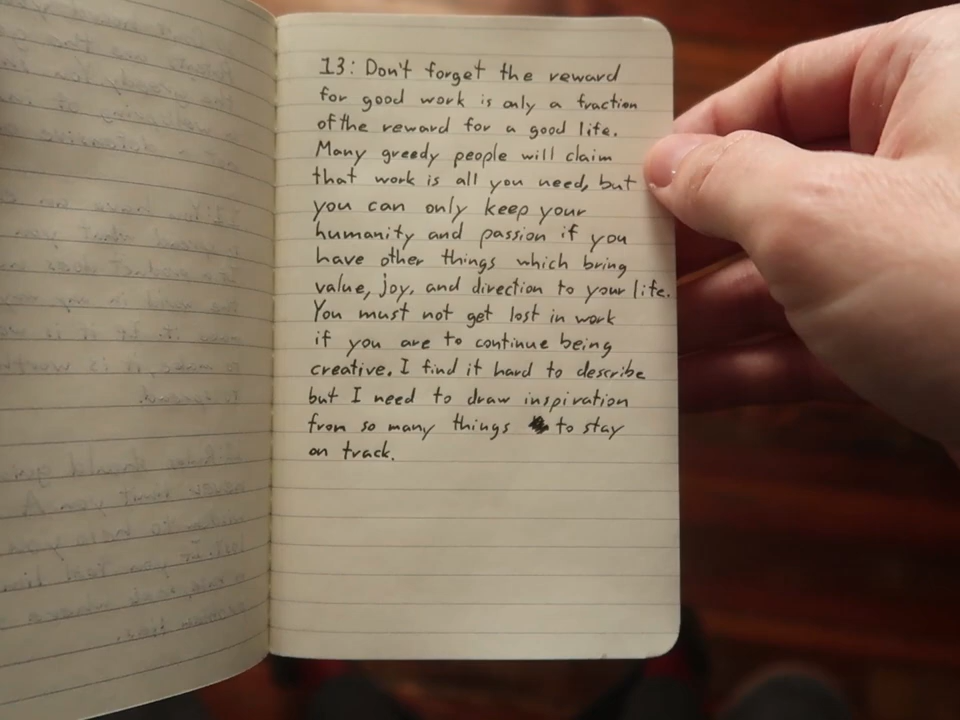 13: Don't forget the reward
for good work is only a fraction
of the reward for a good life.
Many greedy people will claim
that work is all you need, but
you can only keep your
humanity and passion if you
have other things which bring
value, joy, and direction to your life.
You must not get lost in work
if you are to continue being
creative. I find it hard to describe
but I need to draw inspiration
from so many things to stay
on track.